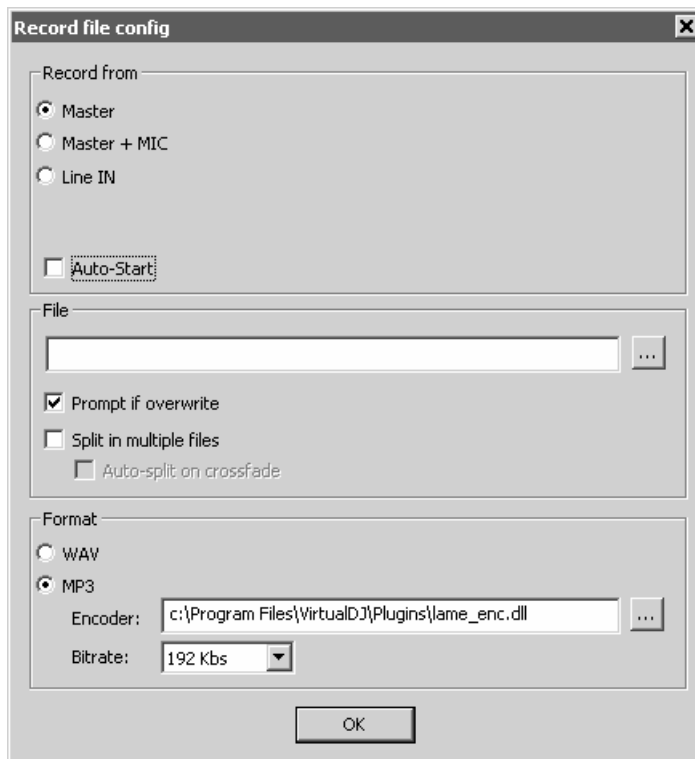 Record file config
Record from
Master
Master + MIC
Line IN
Auto-Start
File
...
Prompt if overwrite
Split in multiple files
Auto-split on crossfade
Format
WAV
MP3
Encoder: c:\Program Files\VirtualDJ\Plugins\lame_enc.dll ...
Bitrate: 192 Kbs
OK